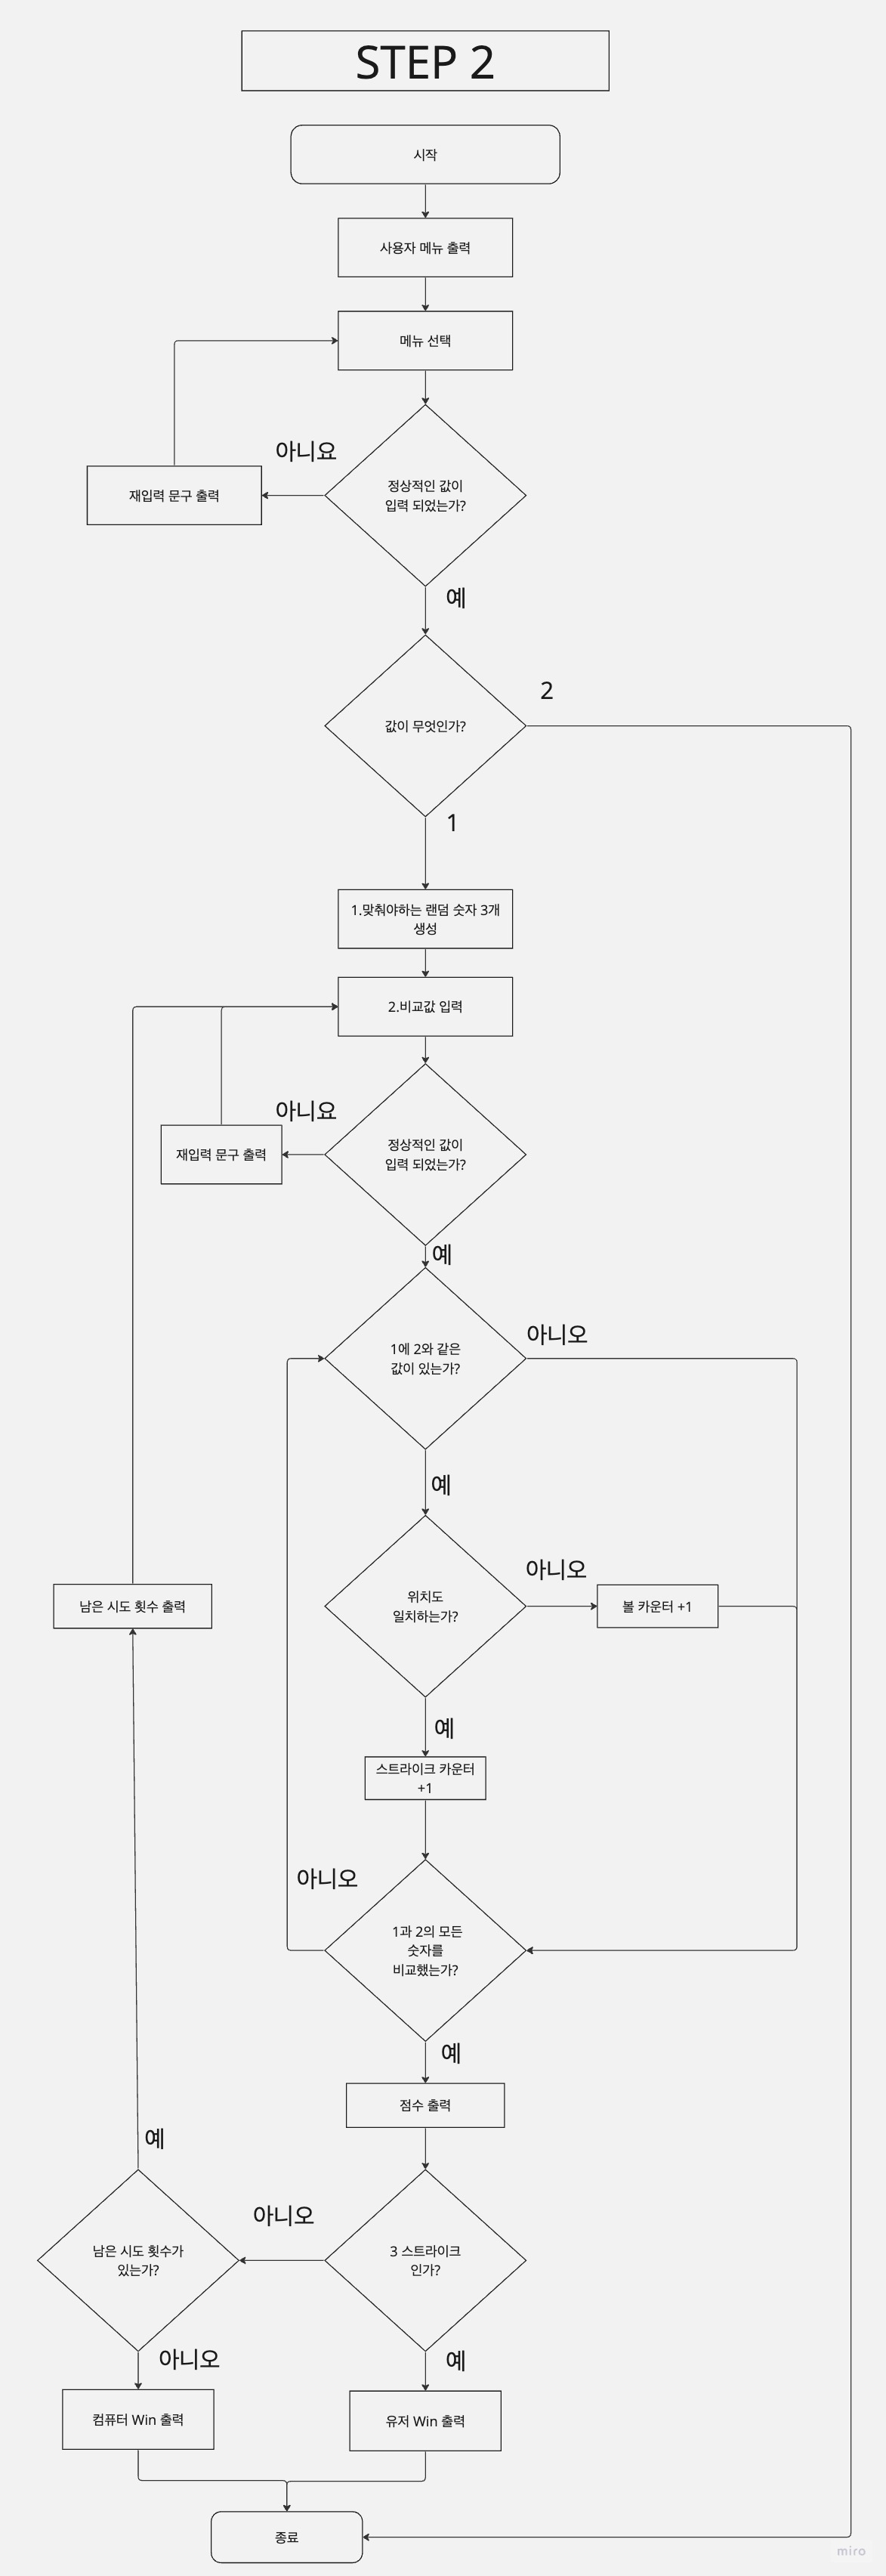 STEP 2
시작
사용자 메뉴 출력
메뉴 선택
아니요
정상적인 값이
입력 되었는가?
재입력 문구 출력
예
2
값이 무엇인가?
1
1.맞춰야하는 랜덤 숫자 3개
생성
2.비교값 입력
아니요
정상적인 값이
입력 되었는가?
재입력 문구 출력
예
아니오
1에 2와 같은
값이 있는가?
예
아니오
위치도
일치하는가?
볼 카운터 +1
남은 시도 횟수 출력
예
스트라이크 카운터
+1
아니오
1과 2의 모든
숫자를
비교했는가?
예
점수 출력
예
아니오
남은 시도 횟수가
있는가?
3 스트라이크
인가?
아니오
예
컴퓨터 Win 출력
유저 Win 출력
종료
miro